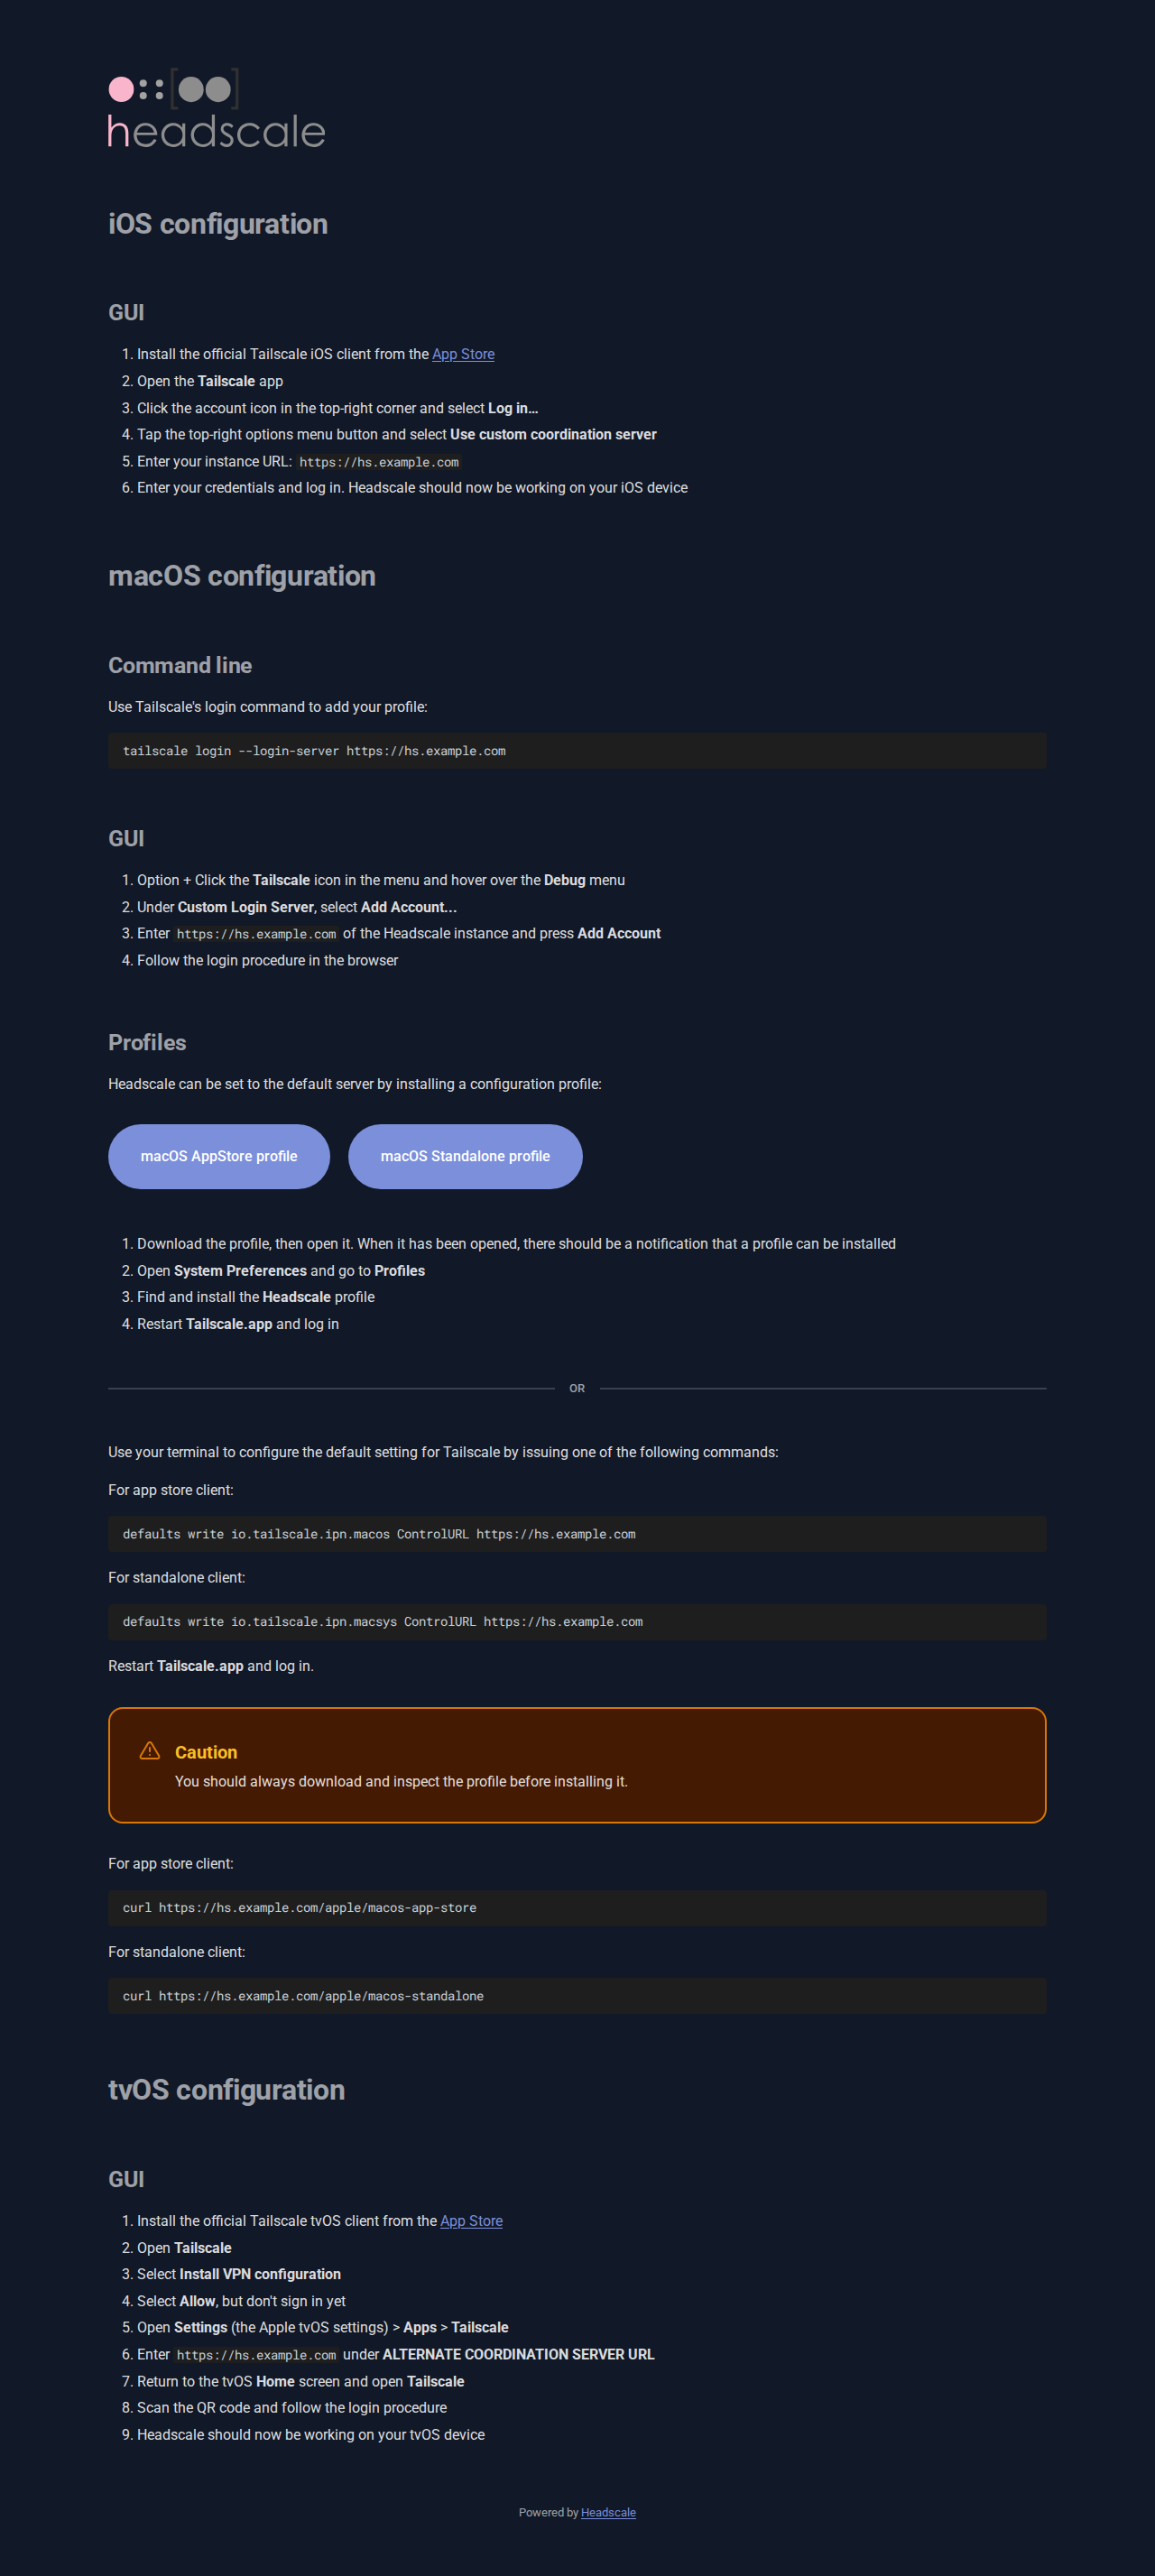 headscale
iOS configuration
GUI
1. Install the official Tailscale iOS client from the App Store
2. Open the Tailscale app
3. Click the account icon in the top-right corner and select Log in…
4. Tap the top-right options menu button and select Use custom coordination server
5. Enter your instance URL: https://hs.example.com
6. Enter your credentials and log in. Headscale should now be working on your iOS device
macOS configuration
Command line
Use Tailscale's login command to add your profile:
tailscale login --login-server https://hs.example.com
GUI
1. Option + Click the Tailscale icon in the menu and hover over the Debug menu
2. Under Custom Login Server, select Add Account...
3. Enter https://hs.example.com of the Headscale instance and press Add Account
4. Follow the login procedure in the browser
Profiles
Headscale can be set to the default server by installing a configuration profile:
macOS AppStore profile macOS Standalone profile
1. Download the profile, then open it. When it has been opened, there should be a notification that a profile can be installed
2. Open System Preferences and go to Profiles
3. Find and install the Headscale profile
4. Restart Tailscale.app and log in
OR
Use your terminal to configure the default setting for Tailscale by issuing one of the following commands:
For app store client:
defaults write io.tailscale.ipn.macos ControlURL https://hs.example.com
For standalone client:
defaults write io.tailscale.ipn.macsys ControlURL https://hs.example.com
Restart Tailscale.app and log in.
Caution
You should always download and inspect the profile before installing it.
For app store client:
curl https://hs.example.com/apple/macos-app-store
For standalone client:
curl https://hs.example.com/apple/macos-standalone
tvOS configuration
GUI
1. Install the official Tailscale tvOS client from the App Store
2. Open Tailscale
3. Select Install VPN configuration
4. Select Allow, but don't sign in yet
5. Open Settings (the Apple tvOS settings) > Apps > Tailscale
6. Enter https://hs.example.com under ALTERNATE COORDINATION SERVER URL
7. Return to the tvOS Home screen and open Tailscale
8. Scan the QR code and follow the login procedure
9. Headscale should now be working on your tvOS device
Powered by Headscale